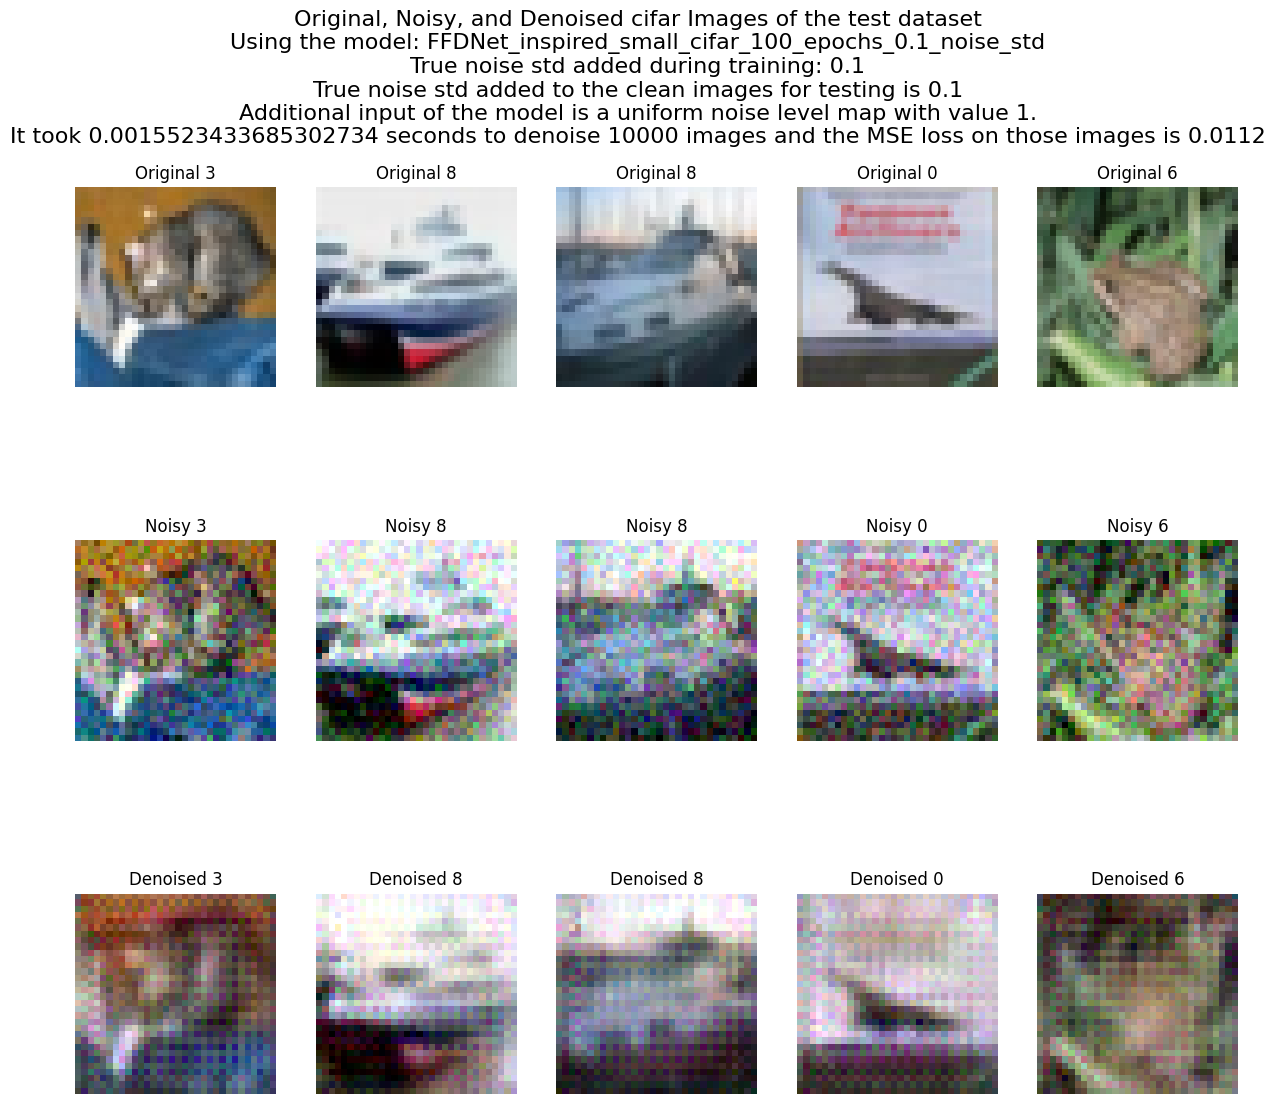 Original, Noisy, and Denoised cifar Images of the test dataset
Using the model: FFDNet_inspired_small_cifar_100_epochs_0.1_noise_std
True noise std added during training: 0.1
True noise std added to the clean images for testing is 0.1
Additional input of the model is a uniform noise level map with value 1.
It took 0.0015523433685302734 seconds to denoise 10000 images and the MSE loss on those images is 0.0112
Original 3
Original 8
Original 8
Original 0
Original 6
Noisy 3
Noisy 8
Noisy 8
Noisy 0
Noisy 6
Denoised 3
Denoised 8
Denoised 8
Denoised 0
Denoised 6